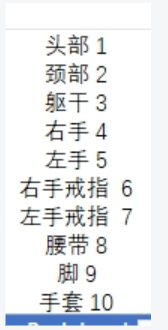 头部 1
颈部 2
躯干 3
右手 4
左手 5
右手戒指 6
左手戒指 7
腰带 8
脚 9
手套 10